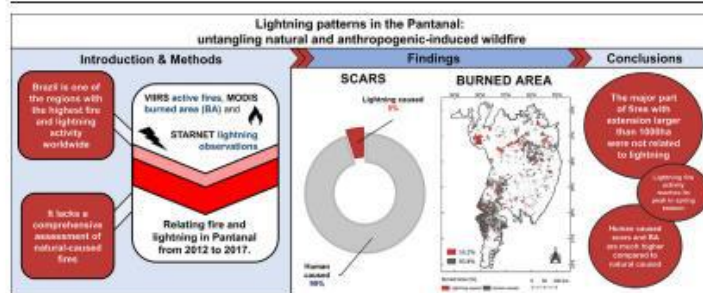 Lightning patterns in the Pantanal:
untangling natural and anthropogenic-induced wildfire
Introduction & Methods
Findings
Conclusions
Brazil is one
of the regions with
the highest fire
and lightning
activity
worldwide
It lacks a
comprehensive
assessment of
natural-caused
fires
VIIRS active fires, MODIS
burned area (BA) and
STARNET lightning
observations
Relating fire and
lightning in Pantanal
from 2012 to 2017.
SCARS
Lightning caused
5%
Human
caused
BURNED AREA
The major part
of fires with
extension larger
than 1000ha
were not related
to lightning
Lightning fire
activity
reaches its
peak in spring
season
Human caused
scars and BA
are much higher
compared to
natural caused